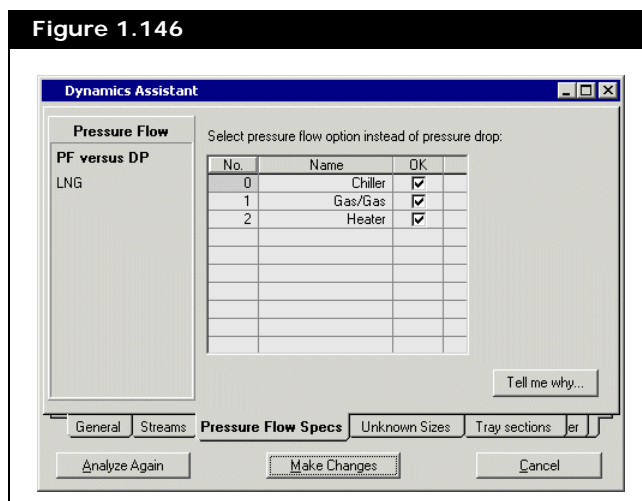 Figure 1.146
Dynamics Assistant
Pressure Flow
PF versus DP
LNG
Select pressure flow option instead of pressure drop:
No. Name OK
0 Chiller
1 Gas/Gas
2 Heater
Tell me why...
General Streams Pressure Flow Specs Unknown Sizes Tray sections er
Analyze Again Make Changes Cancel